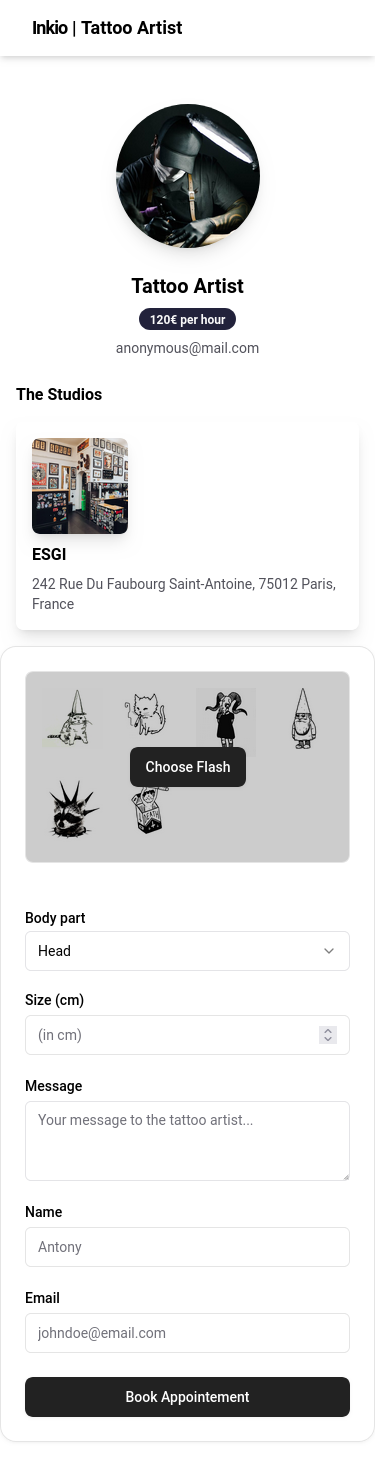 Inkio | Tattoo Artist
Tattoo Artist
120€ per hour
anonymous@mail.com
The Studios
ESGI
242 Rue Du Faubourg Saint-Antoine, 75012 Paris,
France
Choose Flash
Body part
Head
Size (cm)
(in cm)
Message
Your message to the tattoo artist...
Name
Antony
Email
johndoe@email.com
Book Appointement